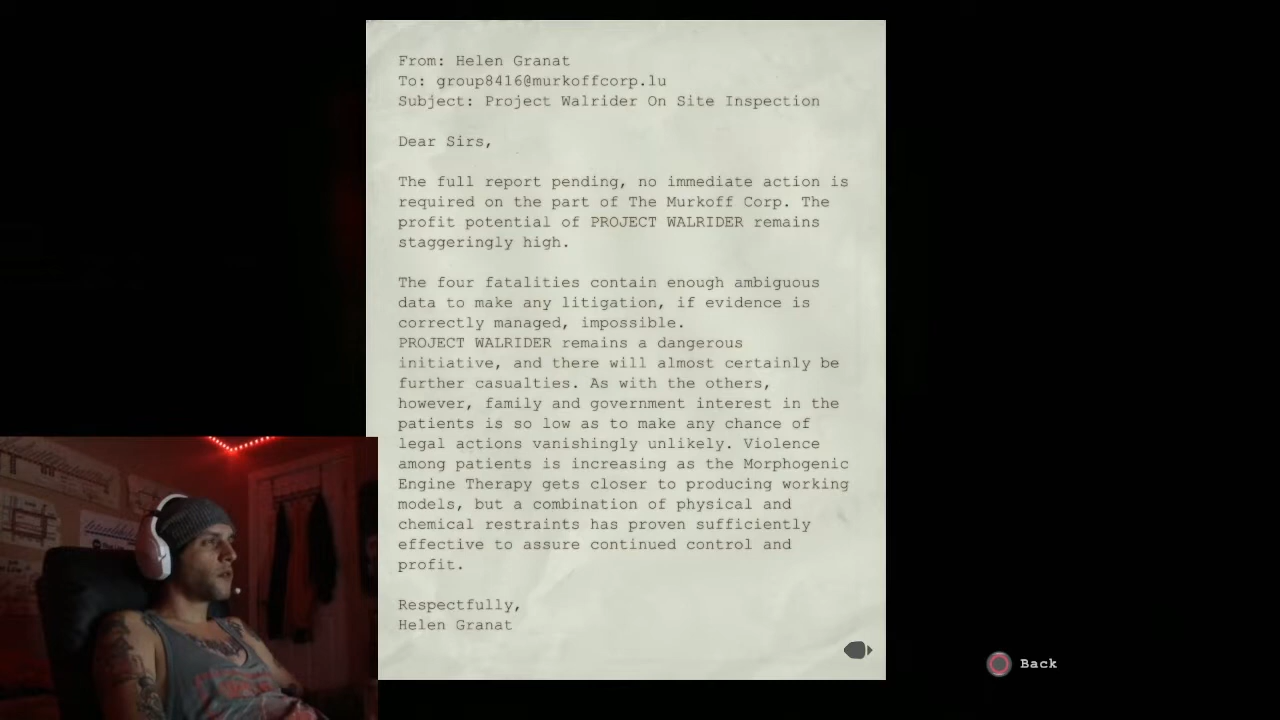 From: Helen Granat
To: group8416@murkoffcorp.lu
Subject: Project Walrider On Site Inspection
Dear Sirs,
The full report pending, no immediate action is
required on the part of The Murkoff Corp. The
profit potential of PROJECT WALRIDER remains
staggeringly high.
The four fatalities contain enough ambiguous
data to make any litigation, if evidence is
correctly managed, impossible.
PROJECT WALRIDER remains a dangerous
initiative, and there will almost certainly be
further casualties. As with the others,
however, family and government interest in the
patients is so low as to make any chance of
legal actions vanishingly unlikely. Violence
among patients is increasing as the Morphogenic
Engine Therapy gets closer to producing working
models, but a combination of physical and
chemical restraints has proven sufficiently
effective to assure continued control and
profit.
Respectfully,
Helen Granat
Back